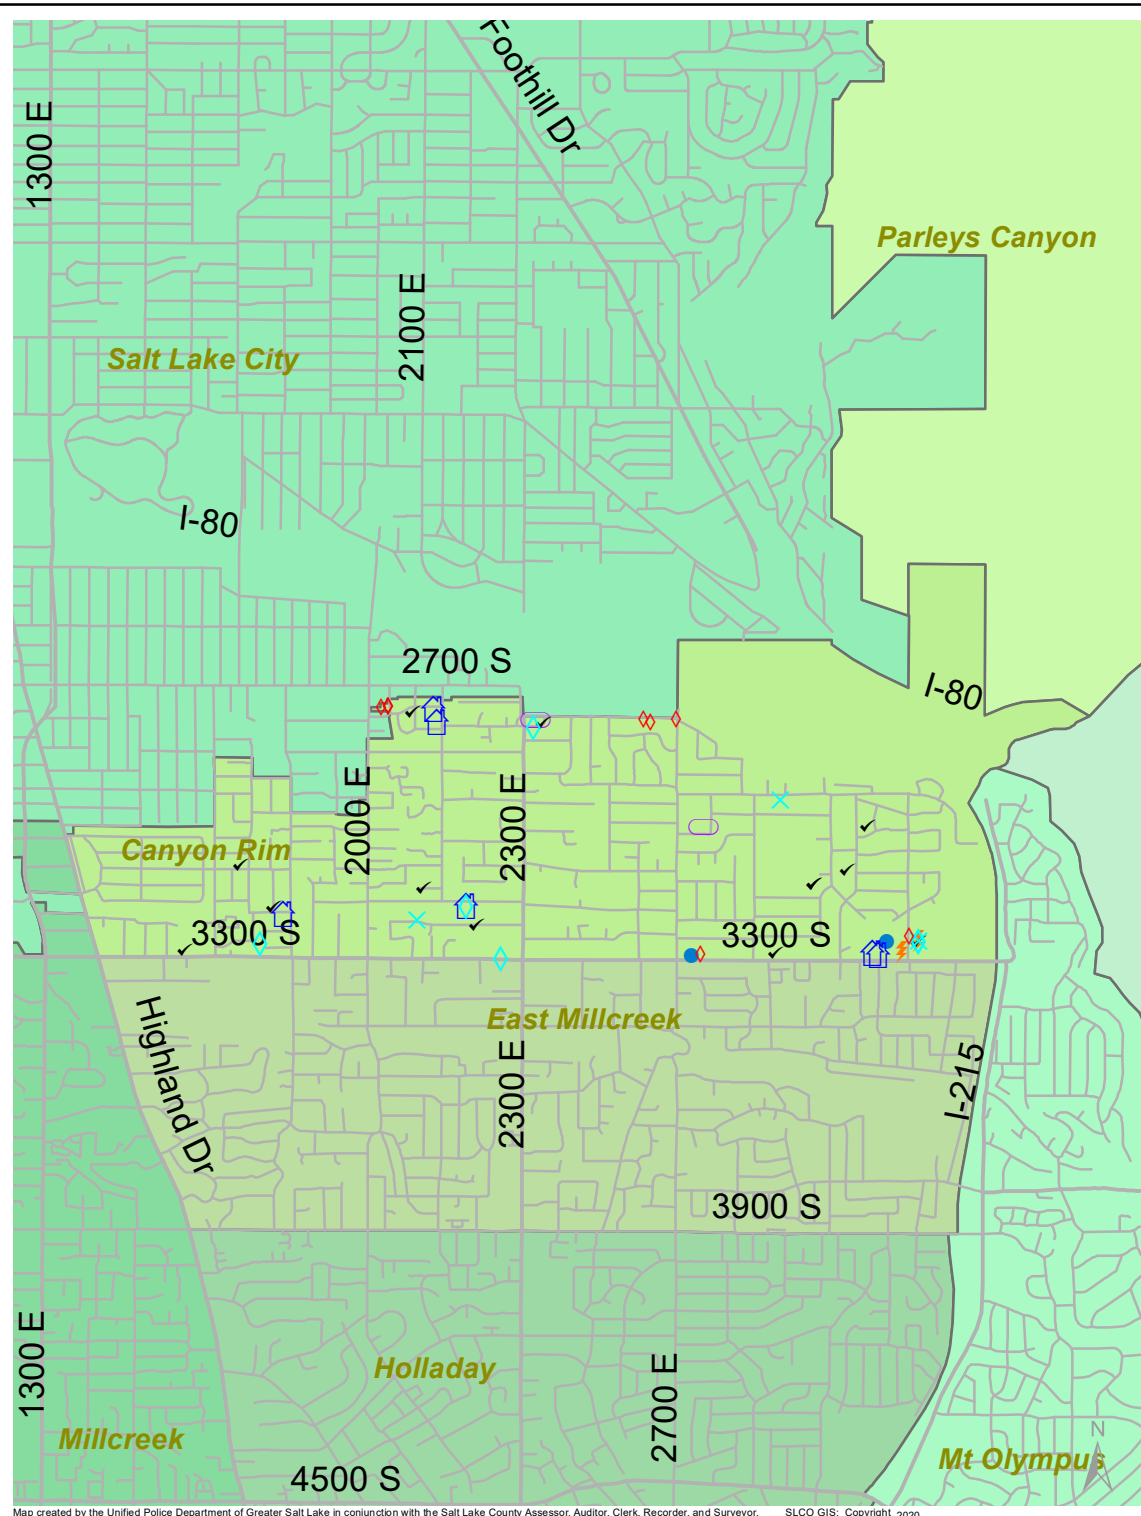 Foothill Dr
1300 E
Parleys Canyon
2100 E
Salt Lake City
I-80
2700 S
I-80
2000 E
2300 E
Canyon Rim
3300 S
3300 S
East Millcreek
Highland Dr
2300 E
I-215
3900 S
1300 E
Holladay
2700 E
Millcreek
N
Mt Olympus
4500 S
Map created by the Unified Police Department of Greater Salt Lake in conjunction with the Salt Lake County Assessor, Auditor, Clerk, Recorder, and Surveyor. SLCO GIS: Copyright 2020